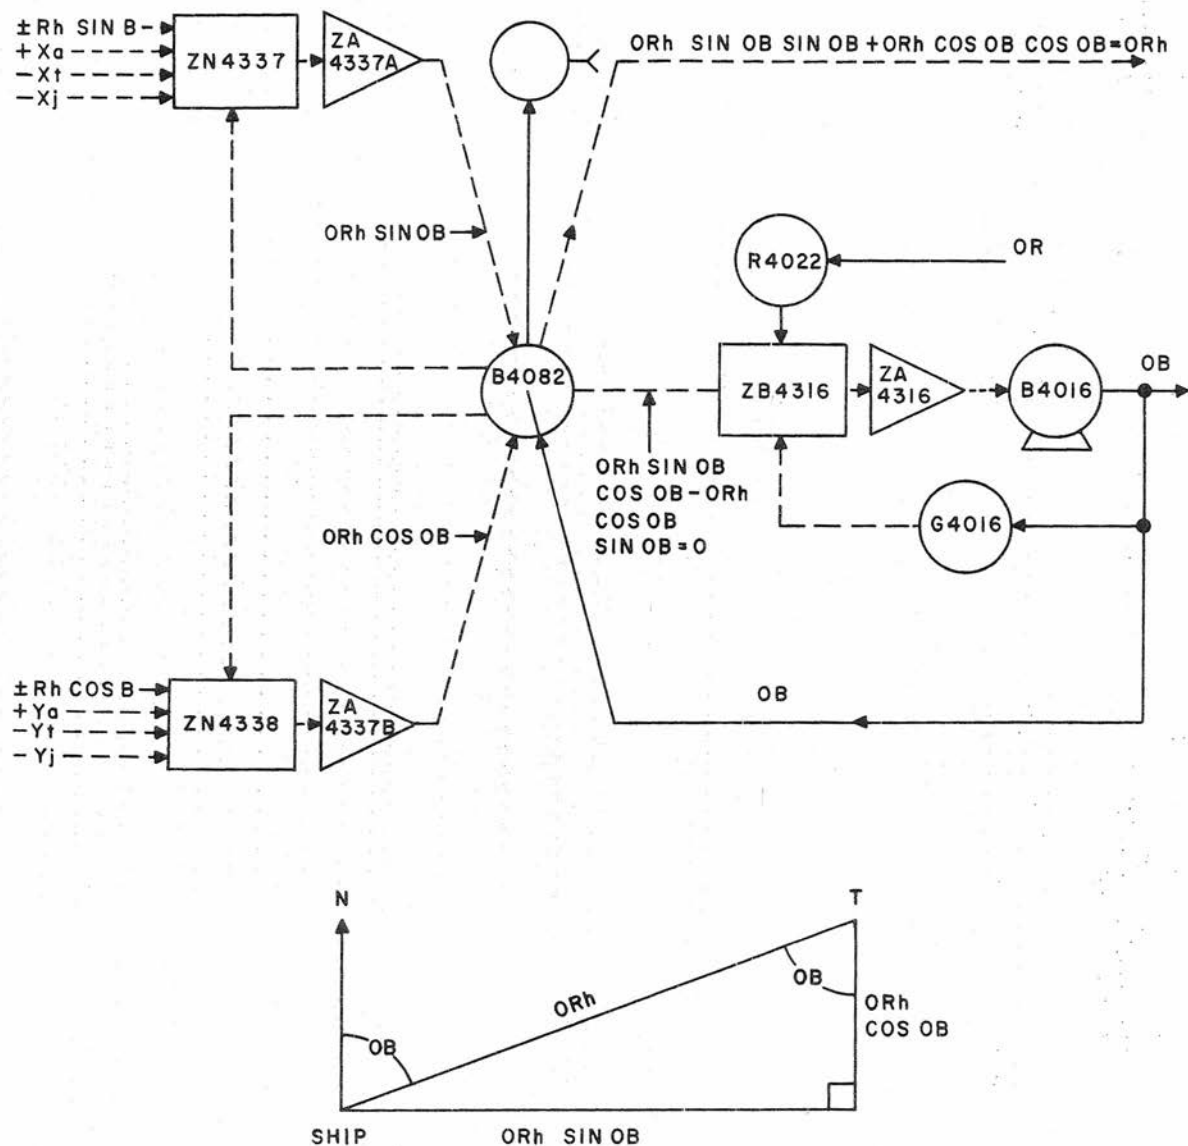 ±Rh SIN B
+Xa
-Xt
-Xj
ZN4337
ZA
4337A
ORh SIN OB SIN OB+ORh COS OB COS OB=ORh
ORh SIN OB
R4022
OR
B4082
ZB4316
ZA
4316
B4016
OB
ORh SIN OB
COS OB-ORh
COS OB
SIN OB=0
G4016
ORh COS OB
±Rh COS B
+Ya
-Yt
-Yj
ZN4338
ZA
4337B
OB
N
T
ORh
OB
OB
ORh
COS OB
SHIP
ORh SIN OB